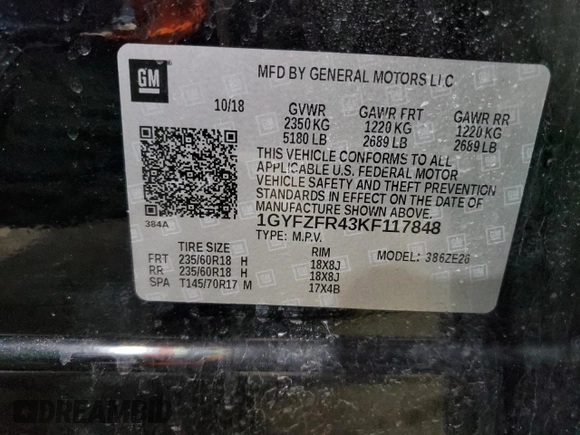 GM
MFD BY GENERAL MOTORS LLC
10/18 GVWR GAWR FRT GAWR RR
2350 KG 1220 KG 1220 KG
5180 LB 2689 LB 2689 LB
THIS VEHICLE CONFORMS TO ALL
APPLICABLE U.S. FEDERAL MOTOR
VEHICLE SAFETY AND THEFT PREVENTION
STANDARDS IN EFFECT ON THE DATE OF
MANUFACTURE SHOWN ABOVE.
384A
1GYFZFR43KF117848
TYPE: M.P.V. MODEL: 386ZE26
TIRE SIZE RIM
FRT 235/60R18 H 18X8J
RR 235/60R18 H 18X8J
SPA T145/70R17 M 17X4B
DREAMBID